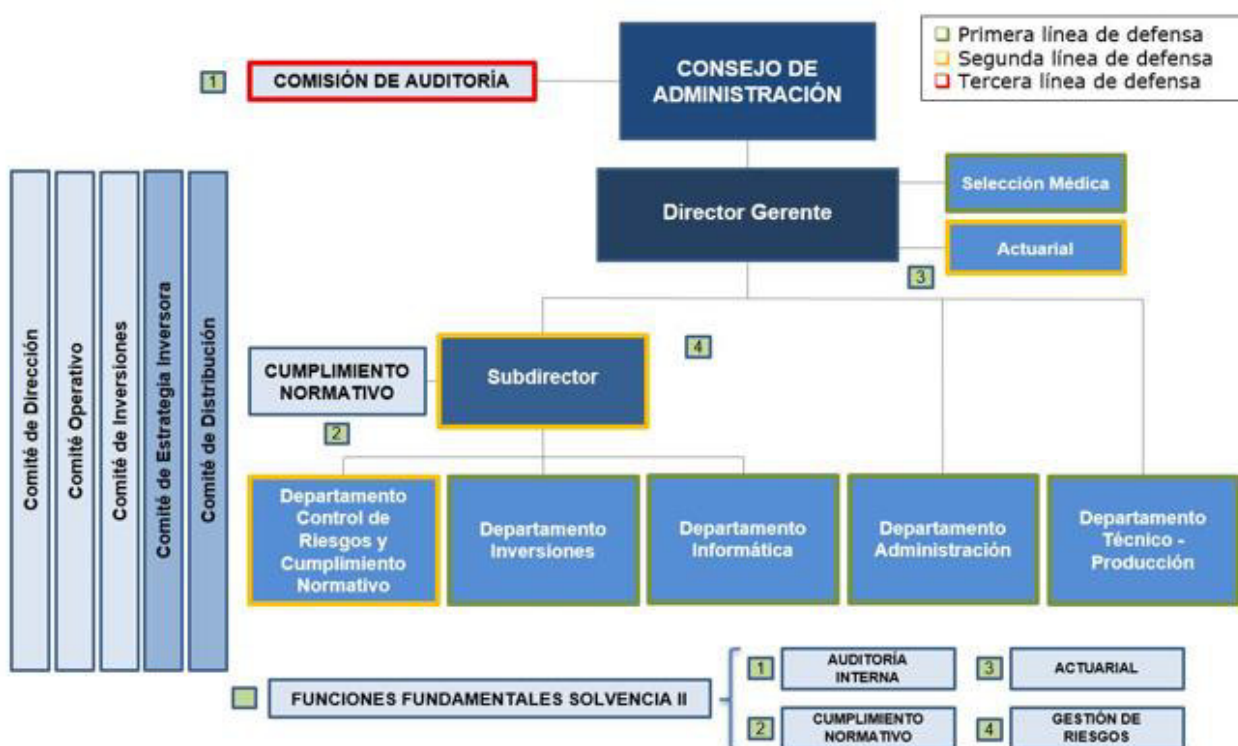 Primera línea de defensa
Segunda línea de defensa
Tercera línea de defensa
CONSEJO DE
ADMINISTRACIÓN
1
COMISIÓN DE AUDITORÍA
Director Gerente
Selección Médica
Actuarial
3
Comité de Dirección
Comité Operativo
Comité de Inversiones
Comité de Estrategia Inversora
Comité de Distribución
4
CUMPLIMIENTO
NORMATIVO
Subdirector
2
Departamento
Control de
Riesgos y
Cumplimiento
Normativo
Departamento
Inversiones
Departamento
Informática
Departamento
Administración
Departamento
Técnico -
Producción
FUNCIONES FUNDAMENTALES SOLVENCIA II
1
AUDITORÍA
INTERNA
3
ACTUARIAL
2
CUMPLIMIENTO
NORMATIVO
4
GESTIÓN DE
RIESGOS